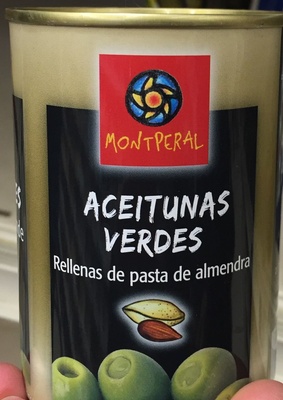 MONTPERAL
ACEITUNAS
VERDES
Rellenas de pasta de almendra